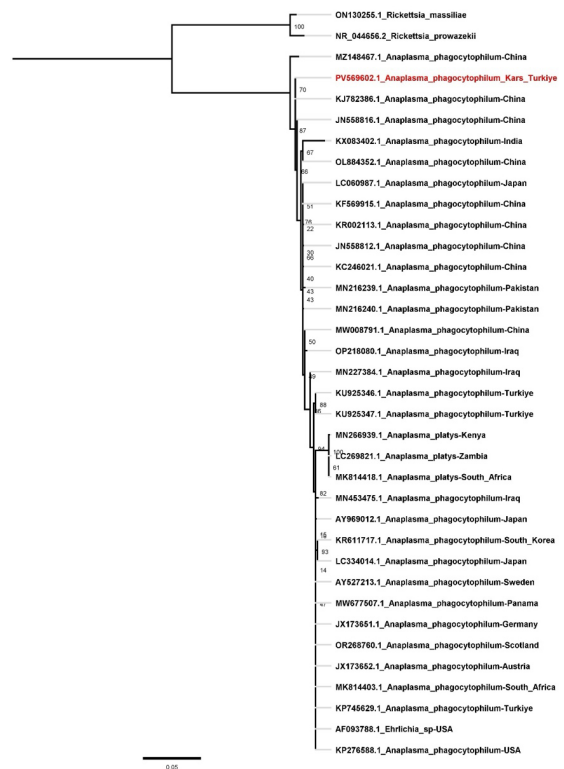 ON130255.1_Rickettsia_massiliae
100
NR_044656.2_Rickettsia_prowazekii
MZ148467.1_Anaplasma_phagocytophilum-China
PV569602.1_Anaplasma_phagocytophilum_Kars_Turkiye
70
KJ782386.1_Anaplasma_phagocytophilum-China
JN558816.1_Anaplasma_phagocytophilum-China
67
KX083402.1_Anaplasma_phagocytophilum-India
67
OL884352.1_Anaplasma_phagocytophilum-China
LC060987.1_Anaplasma_phagocytophilum-Japan
KF569915.1_Anaplasma_phagocytophilum-China
51
KR002113.1_Anaplasma_phagocytophilum-China
22
JN558812.1_Anaplasma_phagocytophilum-China
66
KC246021.1_Anaplasma_phagocytophilum-China
40
MN216239.1_Anaplasma_phagocytophilum-Pakistan
43
43
MN216240.1_Anaplasma_phagocytophilum-Pakistan
MW008791.1_Anaplasma_phagocytophilum-China
50
OP218080.1_Anaplasma_phagocytophilum-Iraq
MN227384.1_Anaplasma_phagocytophilum-Iraq
KU925346.1_Anaplasma_phagocytophilum-Turkiye
88
KU925347.1_Anaplasma_phagocytophilum-Turkiye
MN266939.1_Anaplasma_platys-Kenya
100
LC269821.1_Anaplasma_platys-Zambia
61
MK814418.1_Anaplasma_platys-South_Africa
82
MN453475.1_Anaplasma_phagocytophilum-Iraq
AY969012.1_Anaplasma_phagocytophilum-Japan
KR611717.1_Anaplasma_phagocytophilum-South_Korea
93
LC334014.1_Anaplasma_phagocytophilum-Japan
14
AY527213.1_Anaplasma_phagocytophilum-Sweden
MW677507.1_Anaplasma_phagocytophilum-Panama
JX173651.1_Anaplasma_phagocytophilum-Germany
OR268760.1_Anaplasma_phagocytophilum-Scotland
JX173652.1_Anaplasma_phagocytophilum-Austria
MK814403.1_Anaplasma_phagocytophilum-South_Africa
KP745629.1_Anaplasma_phagocytophilum-Turkiye
AF093788.1_Ehrlichia_sp-USA
KP276588.1_Anaplasma_phagocytophilum-USA
0.05